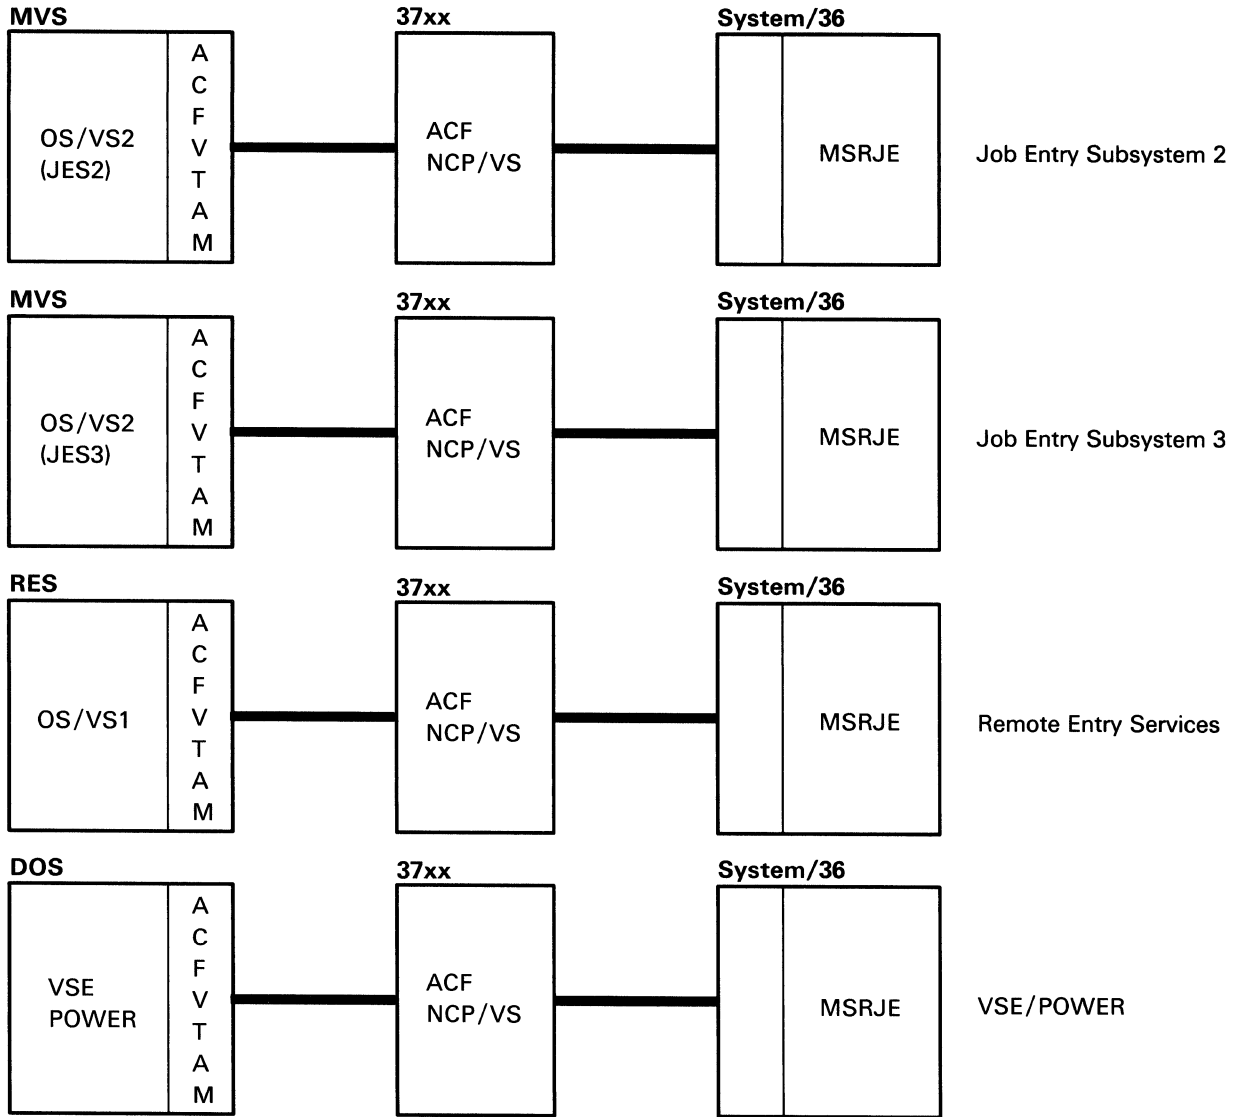 MVS
37xx
System/36
OS/VS2
(JES2)
A
C
F
V
T
A
M
ACF
NCP/VS
MSRJE
Job Entry Subsystem 2
MVS
37xx
System/36
OS/VS2
(JES3)
A
C
F
V
T
A
M
ACF
NCP/VS
MSRJE
Job Entry Subsystem 3
RES
37xx
System/36
OS/VS1
A
C
F
V
T
A
M
ACF
NCP/VS
MSRJE
Remote Entry Services
DOS
37xx
System/36
VSE
POWER
A
C
F
V
T
A
M
ACF
NCP/VS
MSRJE
VSE/POWER